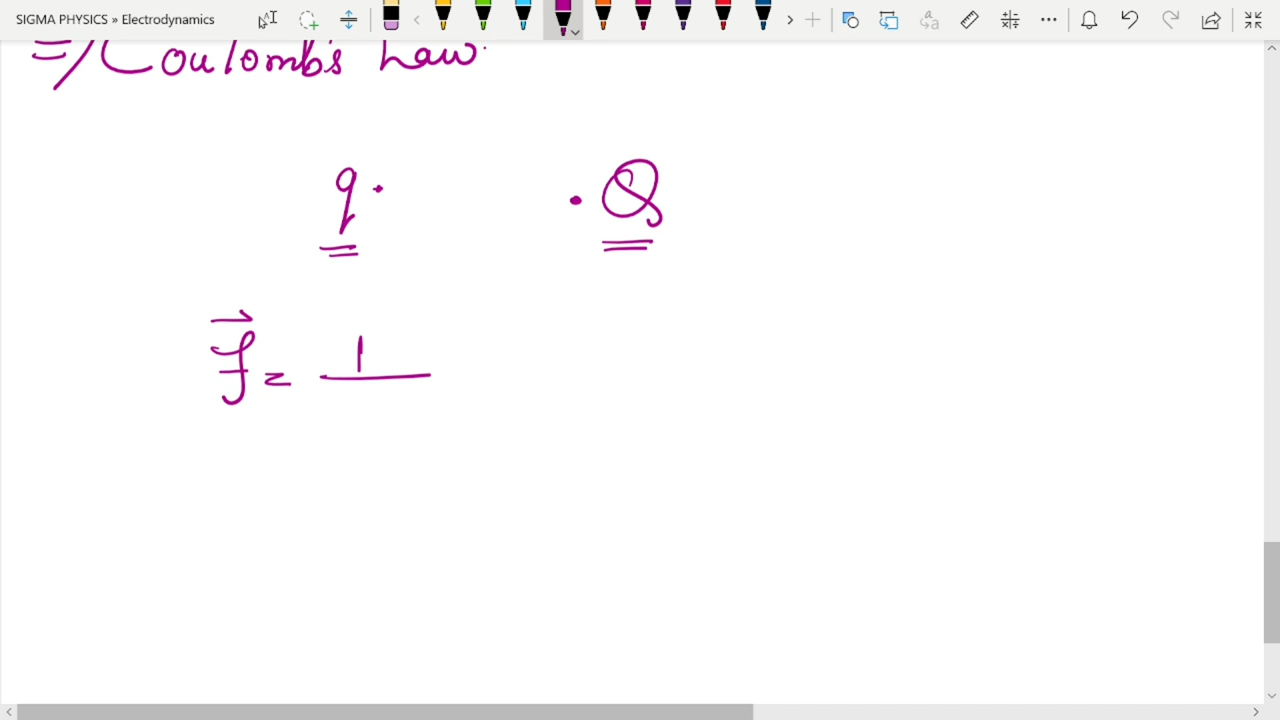 SIGMA PHYSICS » Electrodynamics
=> Coulomb's Law.
q . . Q
f⃗ = 1